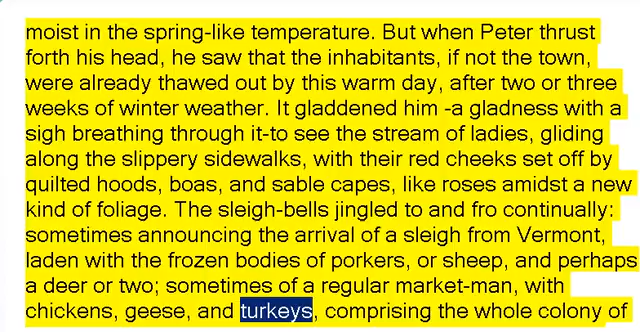 moist in the spring-like temperature. But when Peter thrust
forth his head, he saw that the inhabitants, if not the town,
were already thawed out by this warm day, after two or three
weeks of winter weather. It gladdened him -a gladness with a
sigh breathing through it-to see the stream of ladies, gliding
along the slippery sidewalks, with their red cheeks set off by
quilted hoods, boas, and sable capes, like roses amidst a new
kind of foliage. The sleigh-bells jingled to and fro continually:
sometimes announcing the arrival of a sleigh from Vermont,
laden with the frozen bodies of porkers, or sheep, and perhaps
a deer or two; sometimes of a regular market-man, with
chickens, geese, and turkeys, comprising the whole colony of